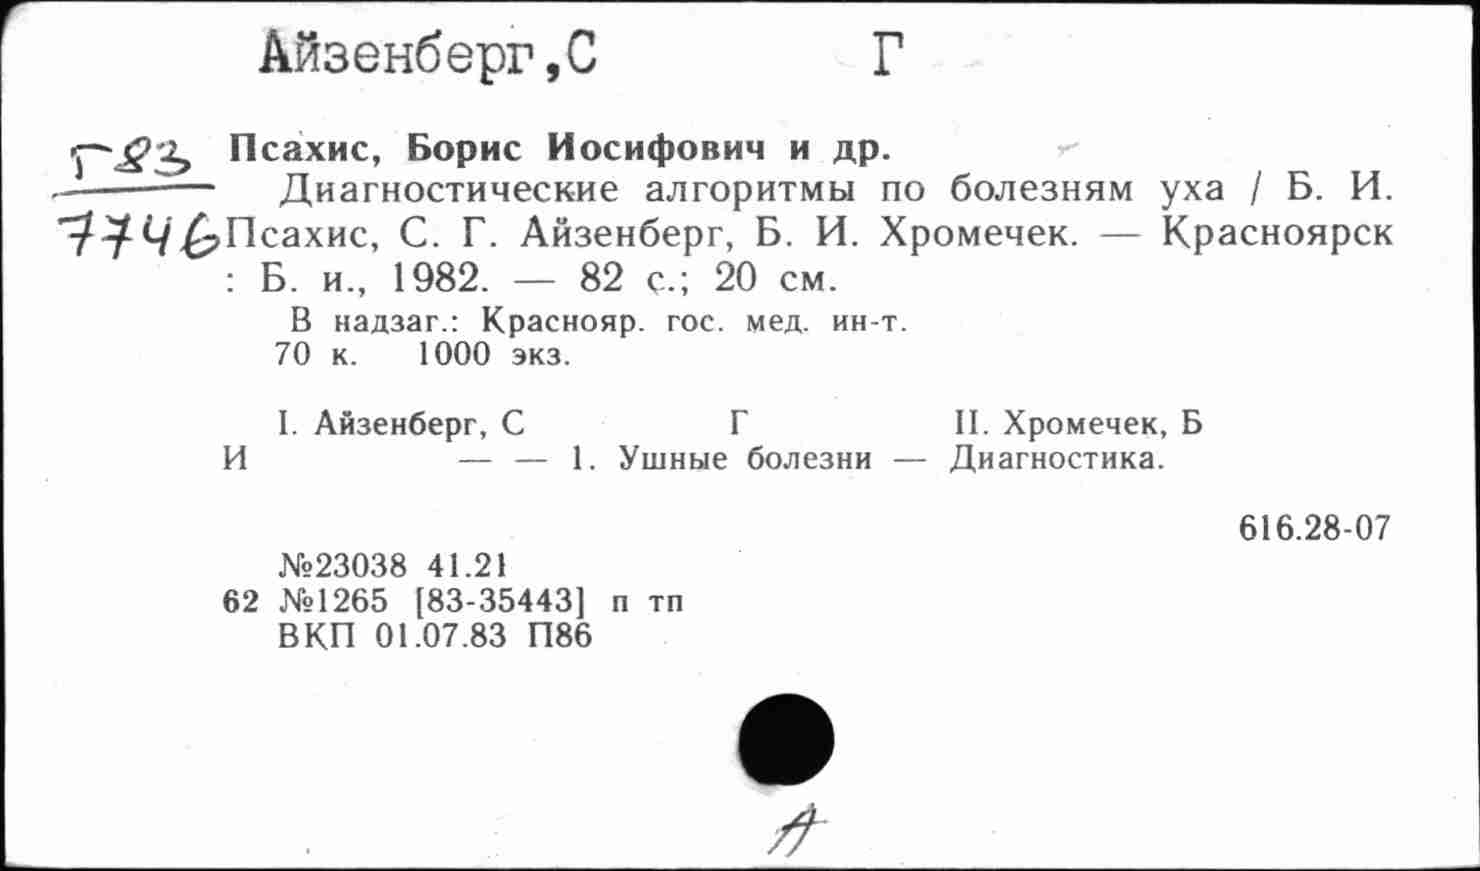 Айзенберг,С Г
Г83
7746
Псахис, Борис Иосифович и др.
Диагностические алгоритмы по болезням уха / Б. И.
Псахис, С. Г. Айзенберг, Б. И. Хромечек. — Красноярск
: Б. и., 1982. — 82 с.; 20 см.
В надзаг.: Краснояр. гос. мед. ин-т.
70 к. 1000 экз.
I. Айзенберг, С Г II. Хромечек, Б
И — — 1. Ушные болезни — Диагностика.
616.28-07
№23038 41.21
62 №1265 [83-35443] п тп
ВКП 01.07.83 П86
А